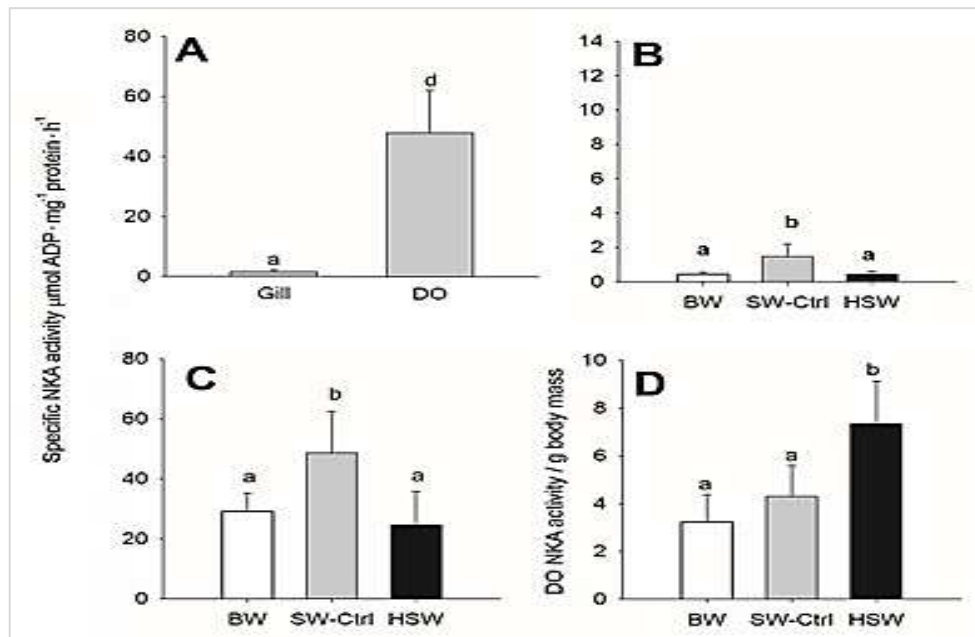 Specific NKA activity µmol ADP·mg⁻¹ protein·h⁻¹
A
80
60
40
20
0
a
d
Gill
DO
B
14
12
10
8
6
4
2
0
a
b
a
BW
SW-Ctrl
HSW
C
80
60
40
20
0
a
b
a
BW
SW-Ctrl
HSW
D
DO NKA activity / g body mass
10
8
6
4
2
0
a
a
b
BW
SW-Ctrl
HSW